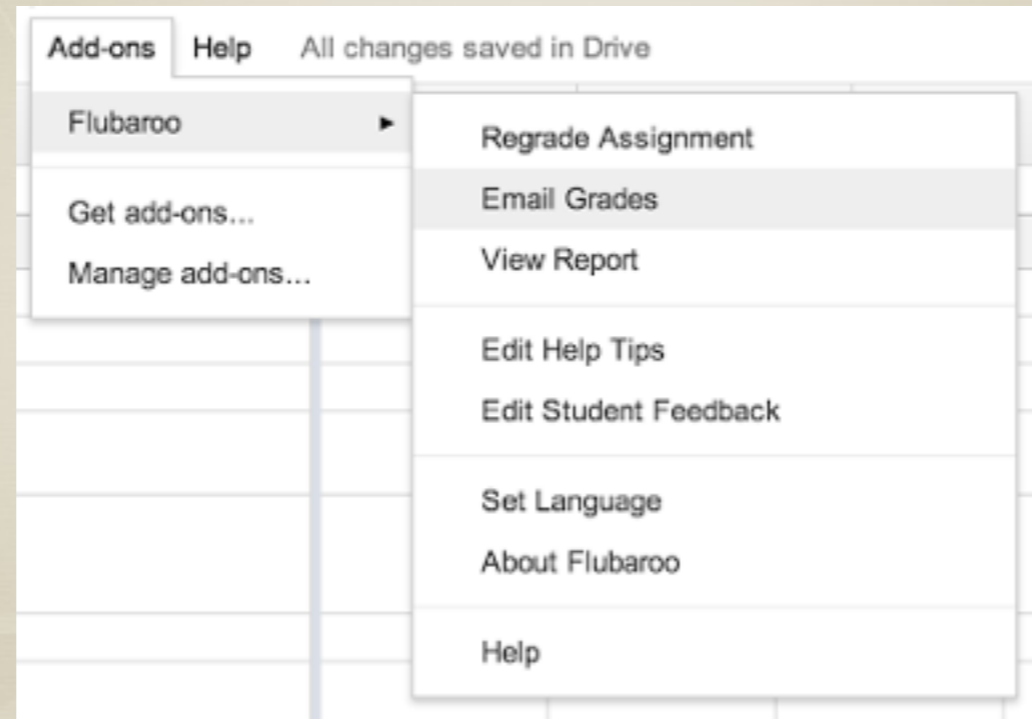 Add-ons Help All changes saved in Drive
Flubaroo ►
Get add-ons...
Manage add-ons...
Regrade Assignment
Email Grades
View Report
Edit Help Tips
Edit Student Feedback
Set Language
About Flubaroo
Help